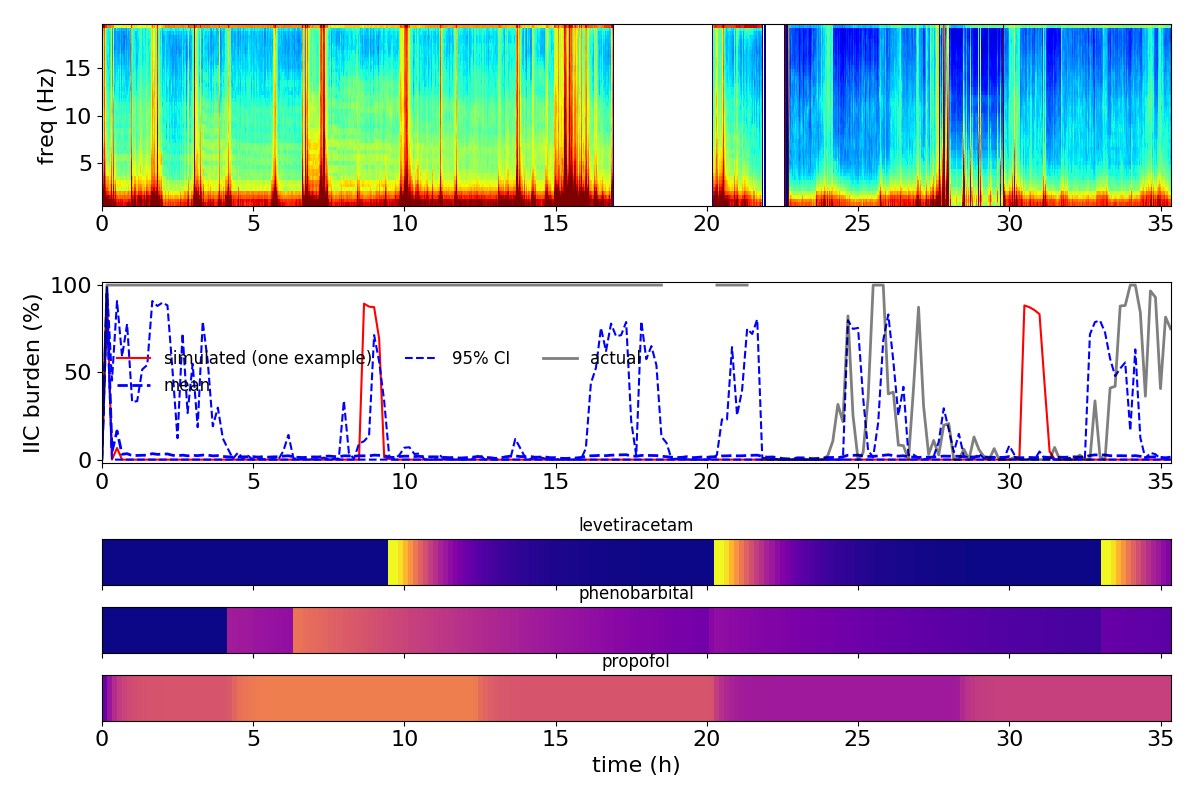 freq (Hz)
15
10
5
0 5 10 15 20 25 30 35
IIC burden (%)
100
50
0
simulated (one example) 95% CI actual
mean
0 5 10 15 20 25 30 35
levetiracetam
phenobarbital
propofol
0 5 10 15 20 25 30 35
time (h)